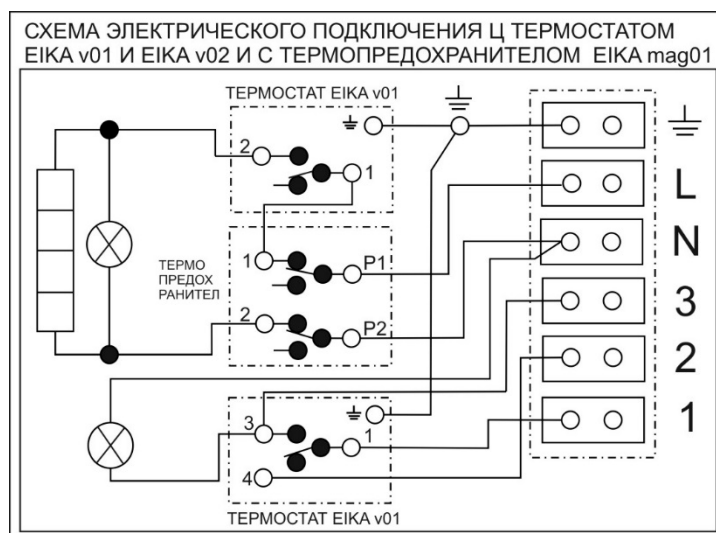 СХЕМА ЭЛЕКТРИЧЕСКОГО ПОДКЛЮЧЕНИЯ Ц ТЕРМОСТАТОМ
EIKA v01 И EIKA v02 И С ТЕРМОПРЕДОХРАНИТЕЛОМ EIKA mag01
ТЕРМОСТАТ EIKA v01
2
1
L
N
ТЕРМО
ПРЕДОХ
РАНИТЕЛ
1
P1
2
P2
3
2
3
1
1
4
ТЕРМОСТАТ EIKA v01